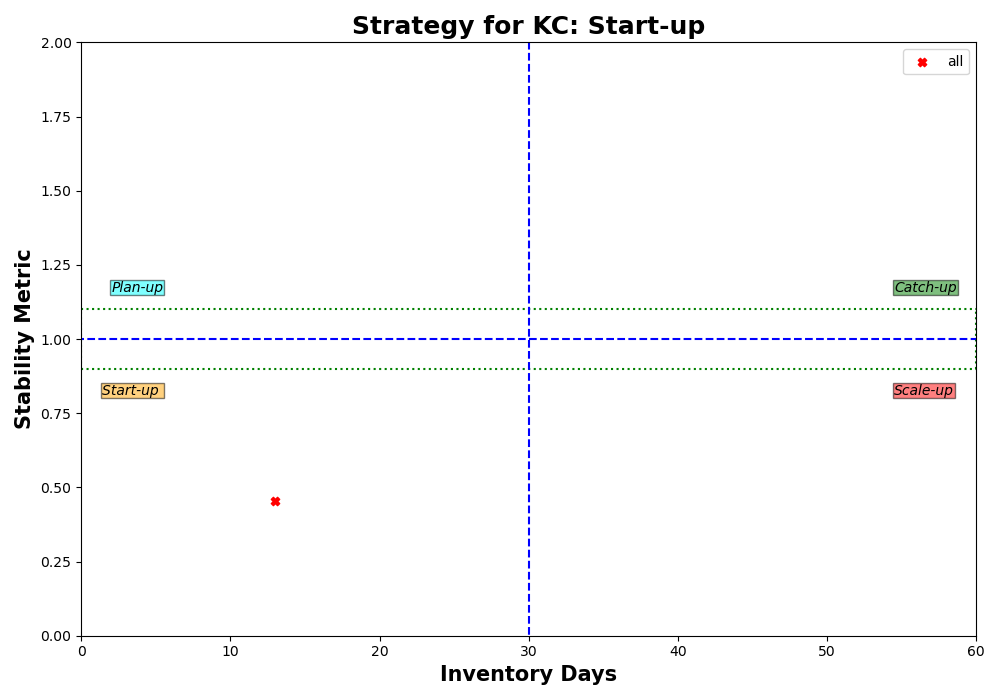 Strategy for KC: Start-up
all
2.00
1.75
1.50
1.25
1.00
0.75
0.50
0.25
0.00
Stability Metric
Plan-up
Catch-up
Start-up
Scale-up
0
10
20
30
40
50
60
Inventory Days